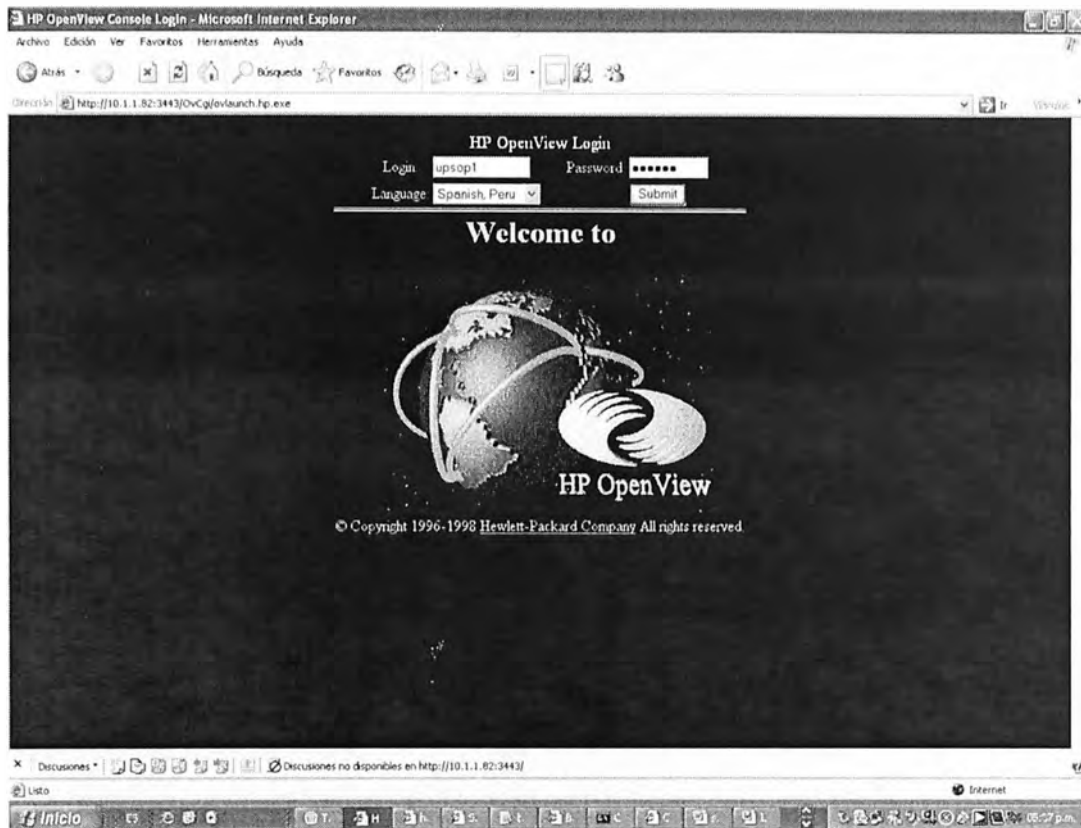 HP OpenView Console Login - Microsoft Internet Explorer
Archivo Edición Ver Favoritos Herramientas Ayuda
Atrás Búsqueda Favoritos
Dirección http://10.1.1.82:3443/OvCgi/ovlaunch.hp.exe Ir
HP OpenView Login
Login upsop1 Password ●●●●●●
Language Spanish, Peru Submit
Welcome to
HP OpenView
© Copyright 1996-1998 Hewlett-Packard Company All rights reserved.
Discusiones Discusiones no disponibles en http://10.1.1.82:3443/
Listo Internet
Inicio ES